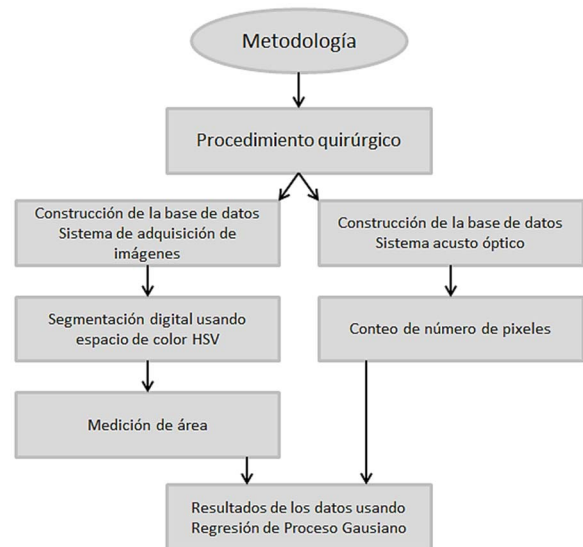 Metodología
Procedimiento quirúrgico
Construcción de la base de datos
Sistema de adquisición de
imágenes
Construcción de la base de datos
Sistema acusto óptico
Segmentación digital usando
espacio de color HSV
Conteo de número de pixeles
Medición de área
Resultados de los datos usando
Regresión de Proceso Gausiano